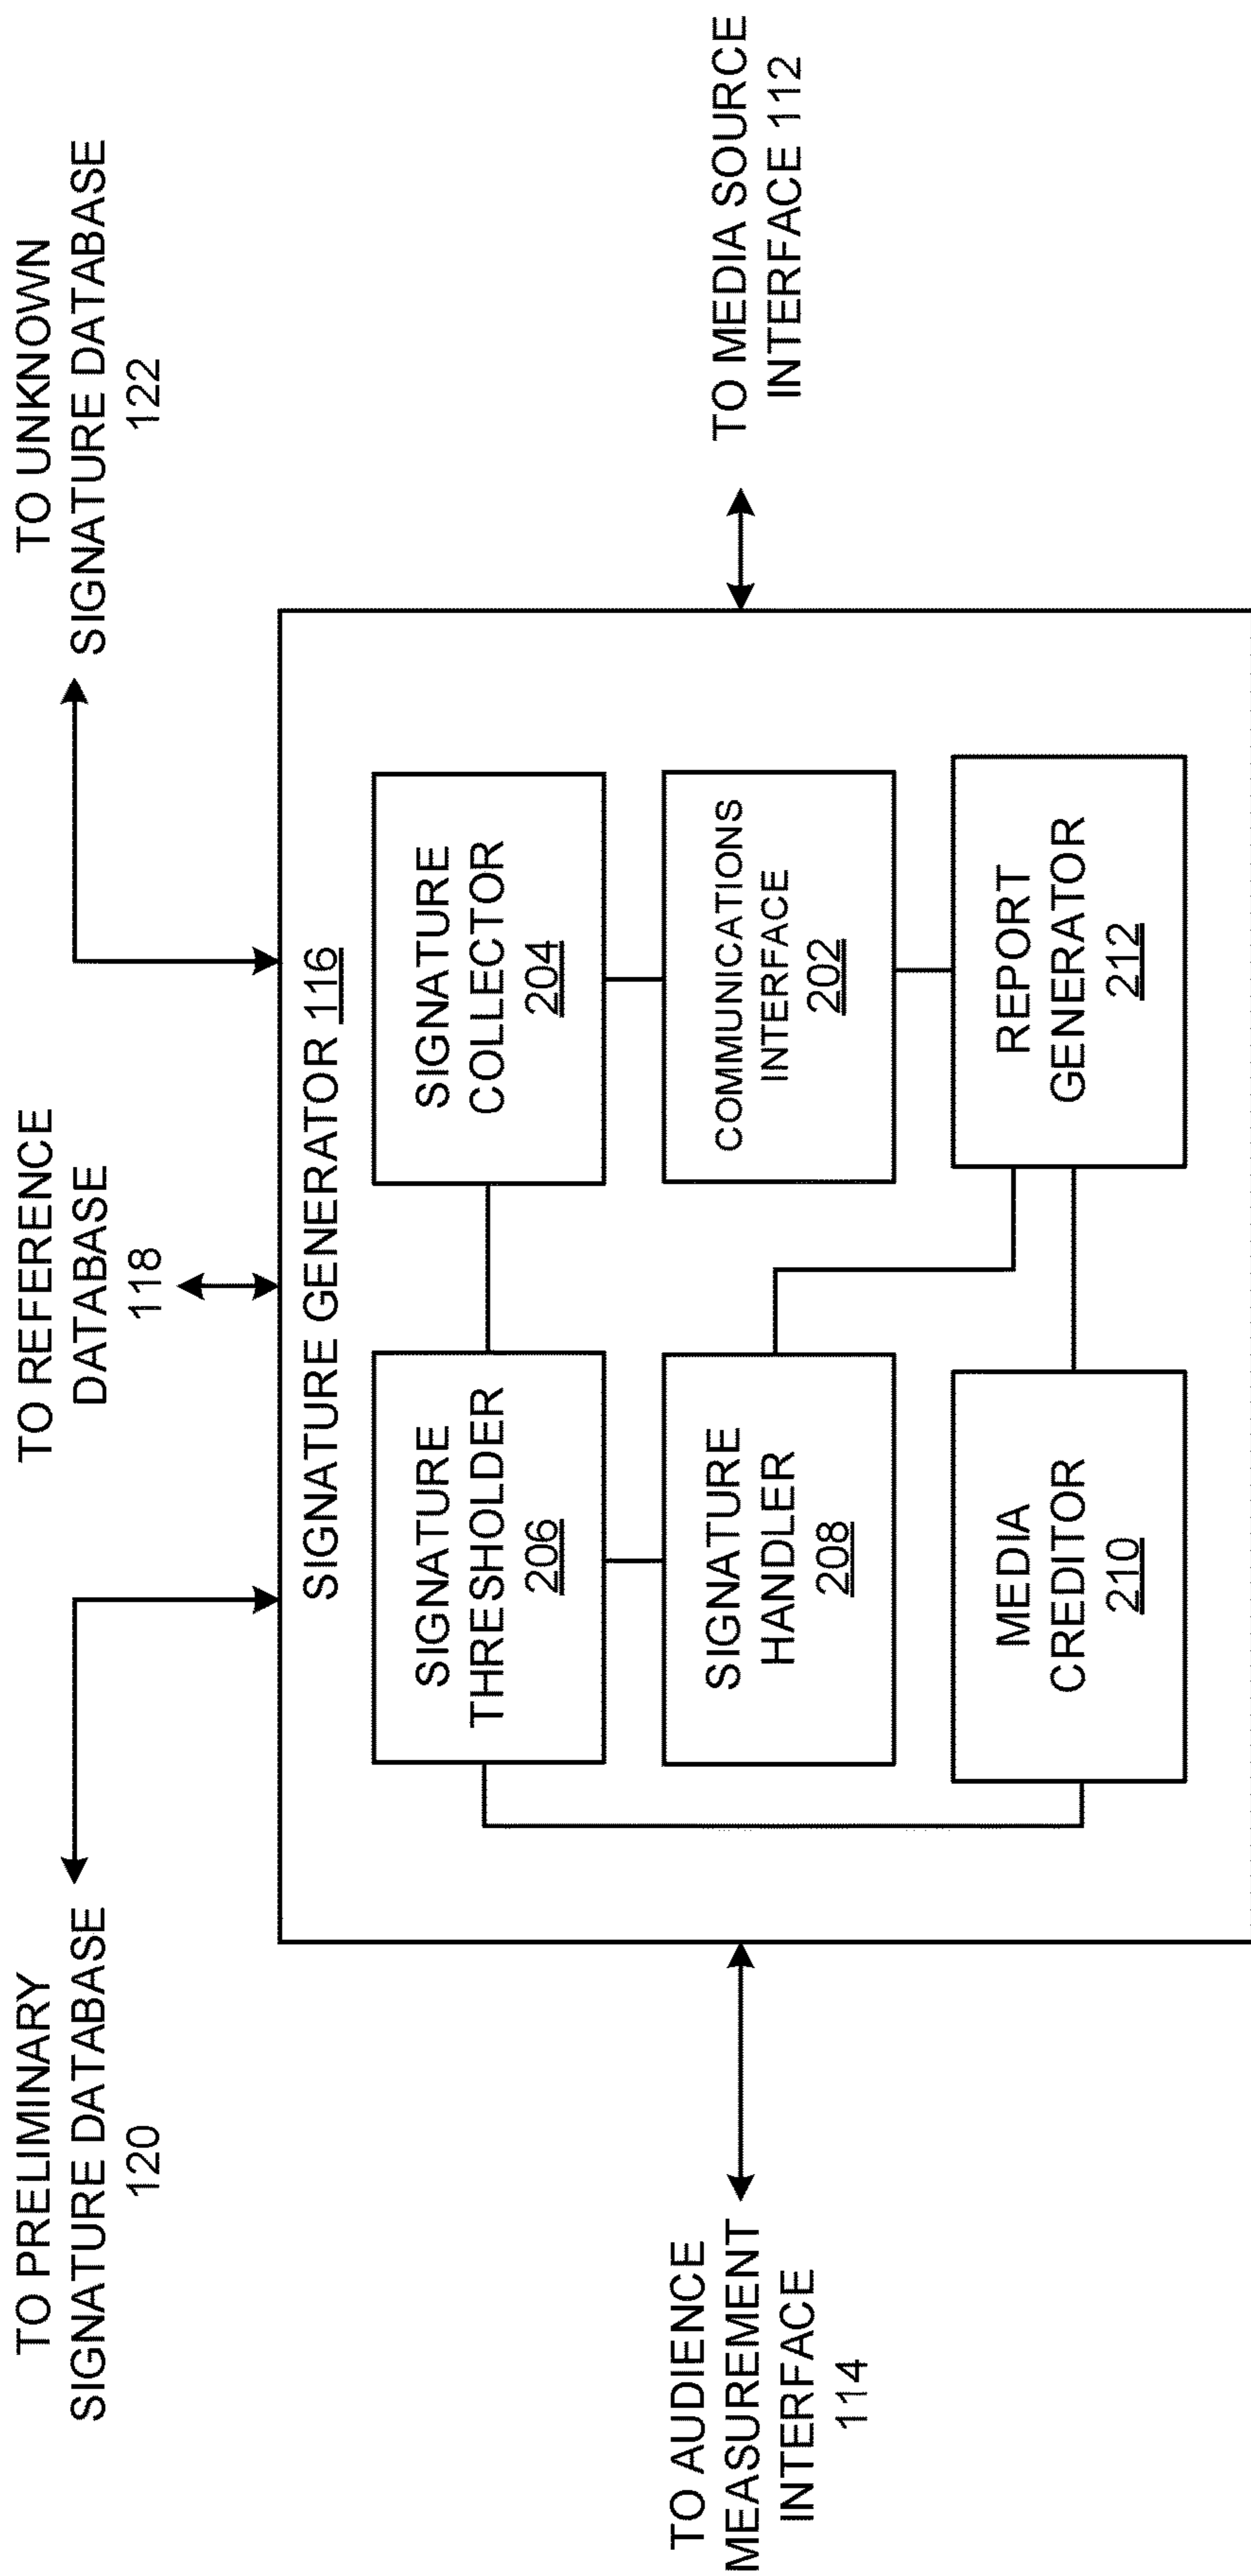 TO PRELIMINARY
SIGNATURE DATABASE
120
TO REFERENCE
DATABASE
118
TO UNKNOWN
SIGNATURE DATABASE
122
SIGNATURE GENERATOR 116
SIGNATURE
THRESHOLDER
206
SIGNATURE
COLLECTOR
204
TO AUDIENCE
MEASUREMENT
INTERFACE
114
SIGNATURE
HANDLER
208
COMMUNICATIONS
INTERFACE
202
TO MEDIA SOURCE
INTERFACE 112
MEDIA
CREDITOR
210
REPORT
GENERATOR
212